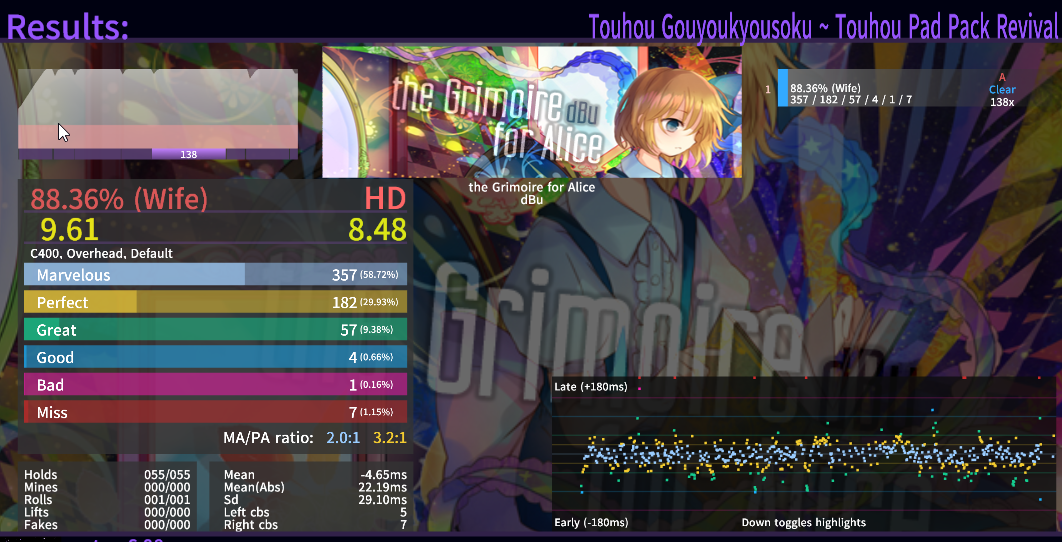 Results:
Touhou Gouyoukyousoku ~ Touhou Pad Pack Revival
138
the Grimoire dBu
for Alice
1
88.36% (Wife)
357 / 182 / 57 / 4 / 1 / 7
A
Clear
138x
the Grimoire for Alice
dBu
88.36% (Wife) HD
9.61 8.48
C400, Overhead, Default
Marvelous 357 (58.72%)
Perfect 182 (29.93%)
Great 57 (9.38%)
Good 4 (0.66%)
Bad 1 (0.16%)
Miss 7 (1.15%)
MA/PA ratio: 2.0:1 3.2:1
Holds 055/055
Mines 000/000
Rolls 001/001
Lifts 000/000
Fakes 000/000
Mean -4.65ms
Mean(Abs) 22.19ms
Sd 29.10ms
Left cbs 5
Right cbs 7
Grimoire
dBu
Late (+180ms)
Early (-180ms)
Down toggles highlights